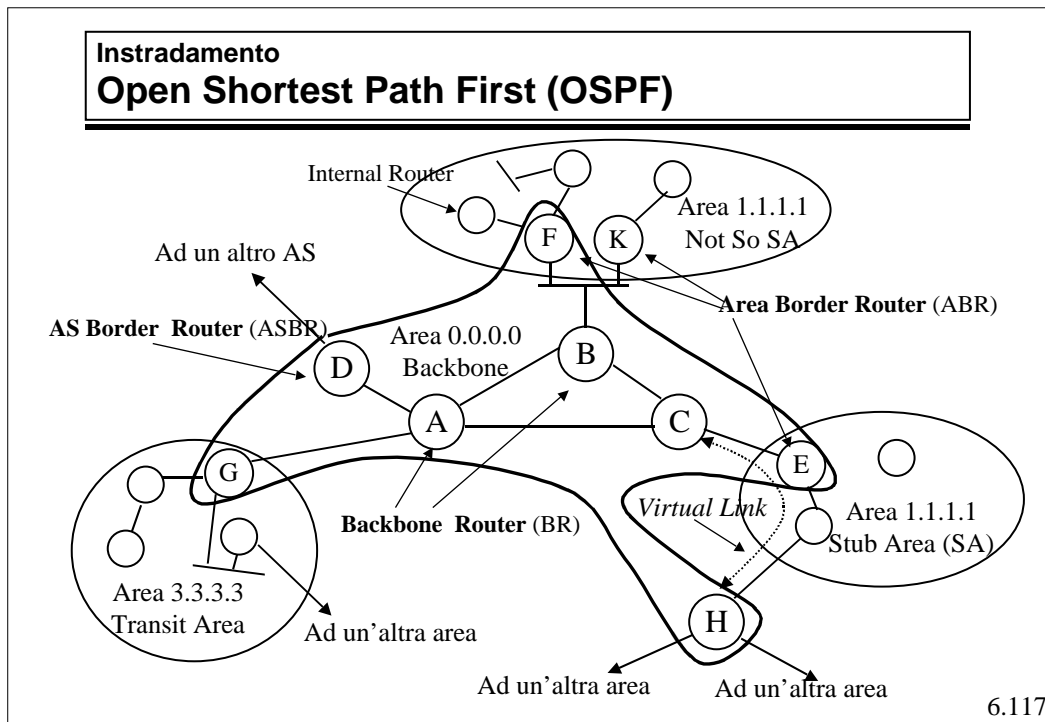 Instradamento
Open Shortest Path First (OSPF)
Internal Router
Area 1.1.1.1
Not So SA
F
K
Ad un altro AS
Area Border Router (ABR)
AS Border Router (ASBR)
Area 0.0.0.0
Backbone
B
D
A
C
G
E
Virtual Link
Area 1.1.1.1
Stub Area (SA)
Backbone Router (BR)
Area 3.3.3.3
Transit Area
Ad un'altra area
H
Ad un'altra area
Ad un'altra area
6.117